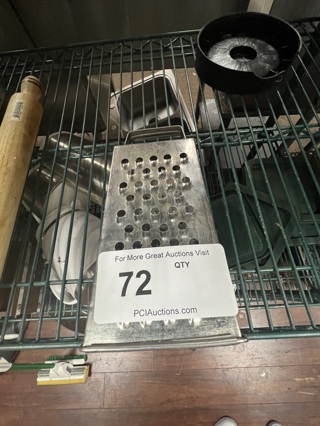 For More Great Auctions Visit
72 QTY
PCIAuctions.com